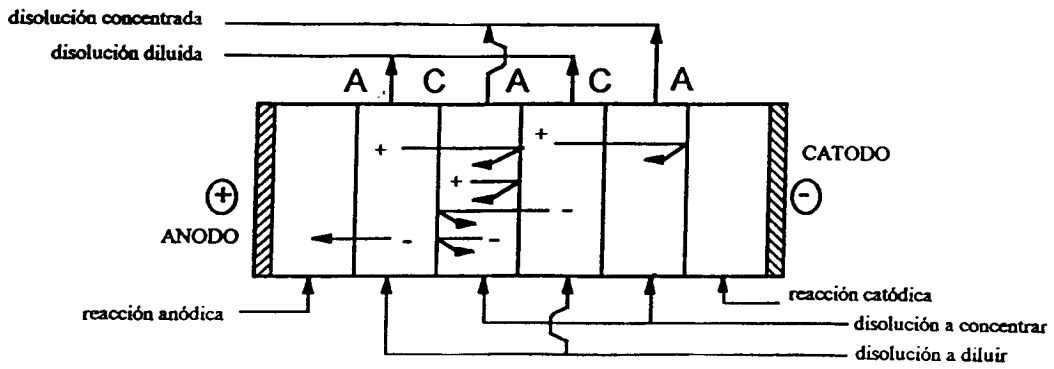 disolución concentrada
disolución diluida
A C A C A
+ +
CATODO
+
+ -
-
ANODO
- -
reacción anódica
reacción catódica
disolución a concentrar
disolución a diluir